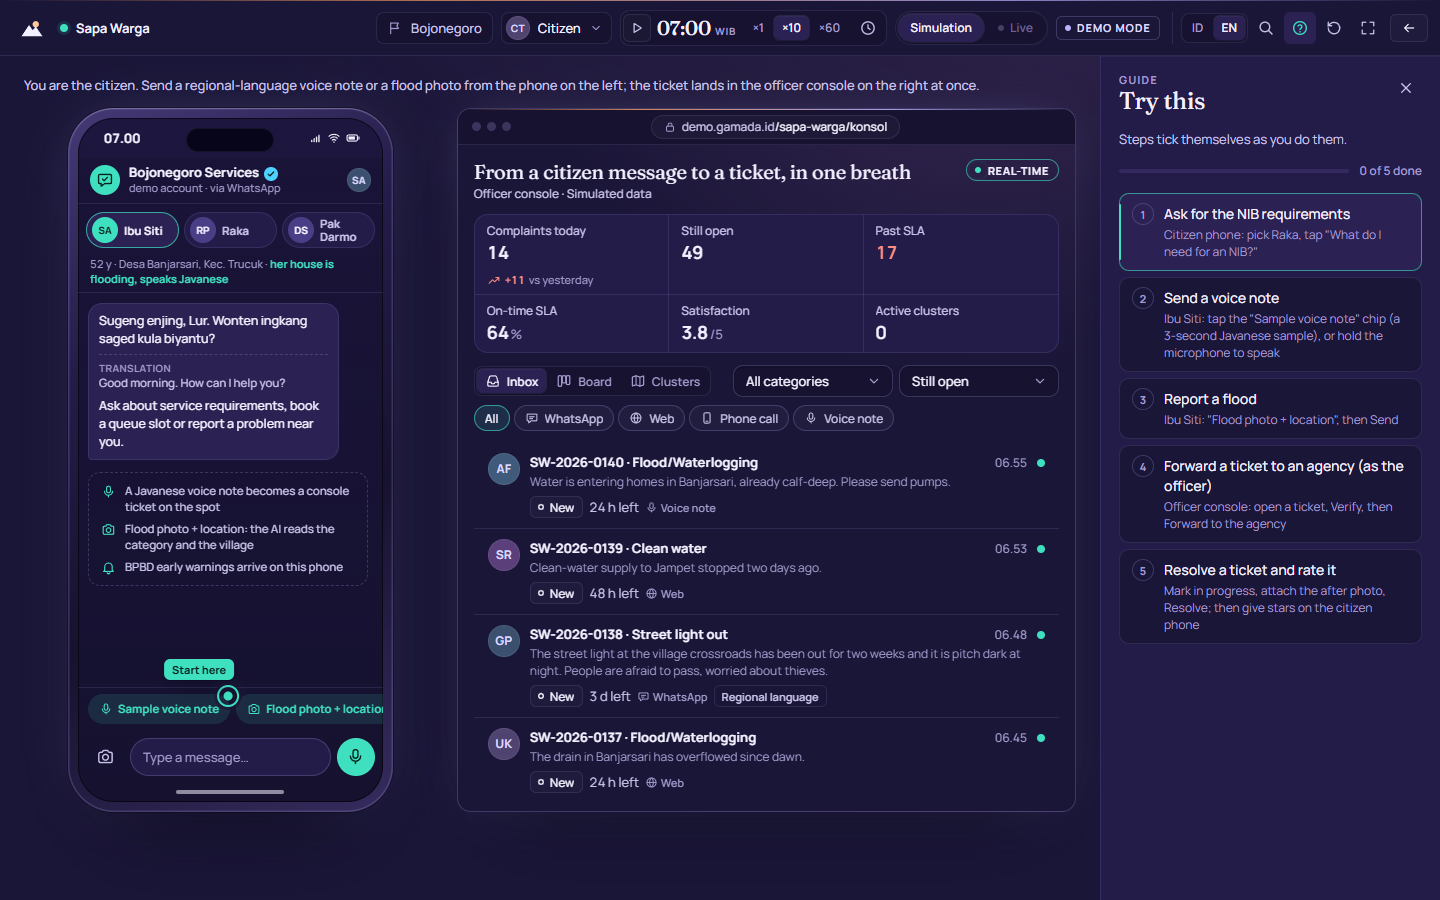 Sapa Warga
Bojonegoro
CT Citizen
07:00 WIB
×1 ×10 ×60
Simulation
Live
DEMO MODE
ID EN
You are the citizen. Send a regional-language voice note or a flood photo from the phone on the left; the ticket lands in the officer console on the right at once.
07.00
Bojonegoro Services
demo account · via WhatsApp
SA
SA Ibu Siti
RP Raka
DS Pak Darmo
52 y · Desa Banjarsari, Kec. Trucuk · her house is
flooding, speaks Javanese
Sugeng enjing, Lur. Wonten ingkang
saged kula biyantu?
TRANSLATION
Good morning. How can I help you?
Ask about service requirements, book
a queue slot or report a problem near
you.
A Javanese voice note becomes a console
ticket on the spot
Flood photo + location: the AI reads the
category and the village
BPBD early warnings arrive on this phone
Start here
Sample voice note
Flood photo + location
Type a message...
demo.gamada.id/sapa-warga/konsol
From a citizen message to a ticket, in one breath
REAL-TIME
Officer console · Simulated data
Complaints today
14
+11 vs yesterday
Still open
49
Past SLA
17
On-time SLA
64%
Satisfaction
3.8/5
Active clusters
0
Inbox
Board
Clusters
All categories
Still open
All
WhatsApp
Web
Phone call
Voice note
AF
SW-2026-0140 · Flood/Waterlogging
06.55
Water is entering homes in Banjarsari, already calf-deep. Please send pumps.
New 24 h left Voice note
SR
SW-2026-0139 · Clean water
06.53
Clean-water supply to Jampet stopped two days ago.
New 48 h left Web
GP
SW-2026-0138 · Street light out
06.48
The street light at the village crossroads has been out for two weeks and it is pitch dark at
night. People are afraid to pass, worried about thieves.
New 3 d left WhatsApp Regional language
UK
SW-2026-0137 · Flood/Waterlogging
06.45
The drain in Banjarsari has overflowed since dawn.
New 24 h left Web
GUIDE
Try this
Steps tick themselves as you do them.
0 of 5 done
1
Ask for the NIB requirements
Citizen phone: pick Raka, tap "What do I
need for an NIB?"
2
Send a voice note
Ibu Siti: tap the "Sample voice note" chip (a
3-second Javanese sample), or hold the
microphone to speak
3
Report a flood
Ibu Siti: "Flood photo + location", then Send
4
Forward a ticket to an agency (as the
officer)
Officer console: open a ticket, Verify, then
Forward to the agency
5
Resolve a ticket and rate it
Mark in progress, attach the after photo,
Resolve; then give stars on the citizen
phone